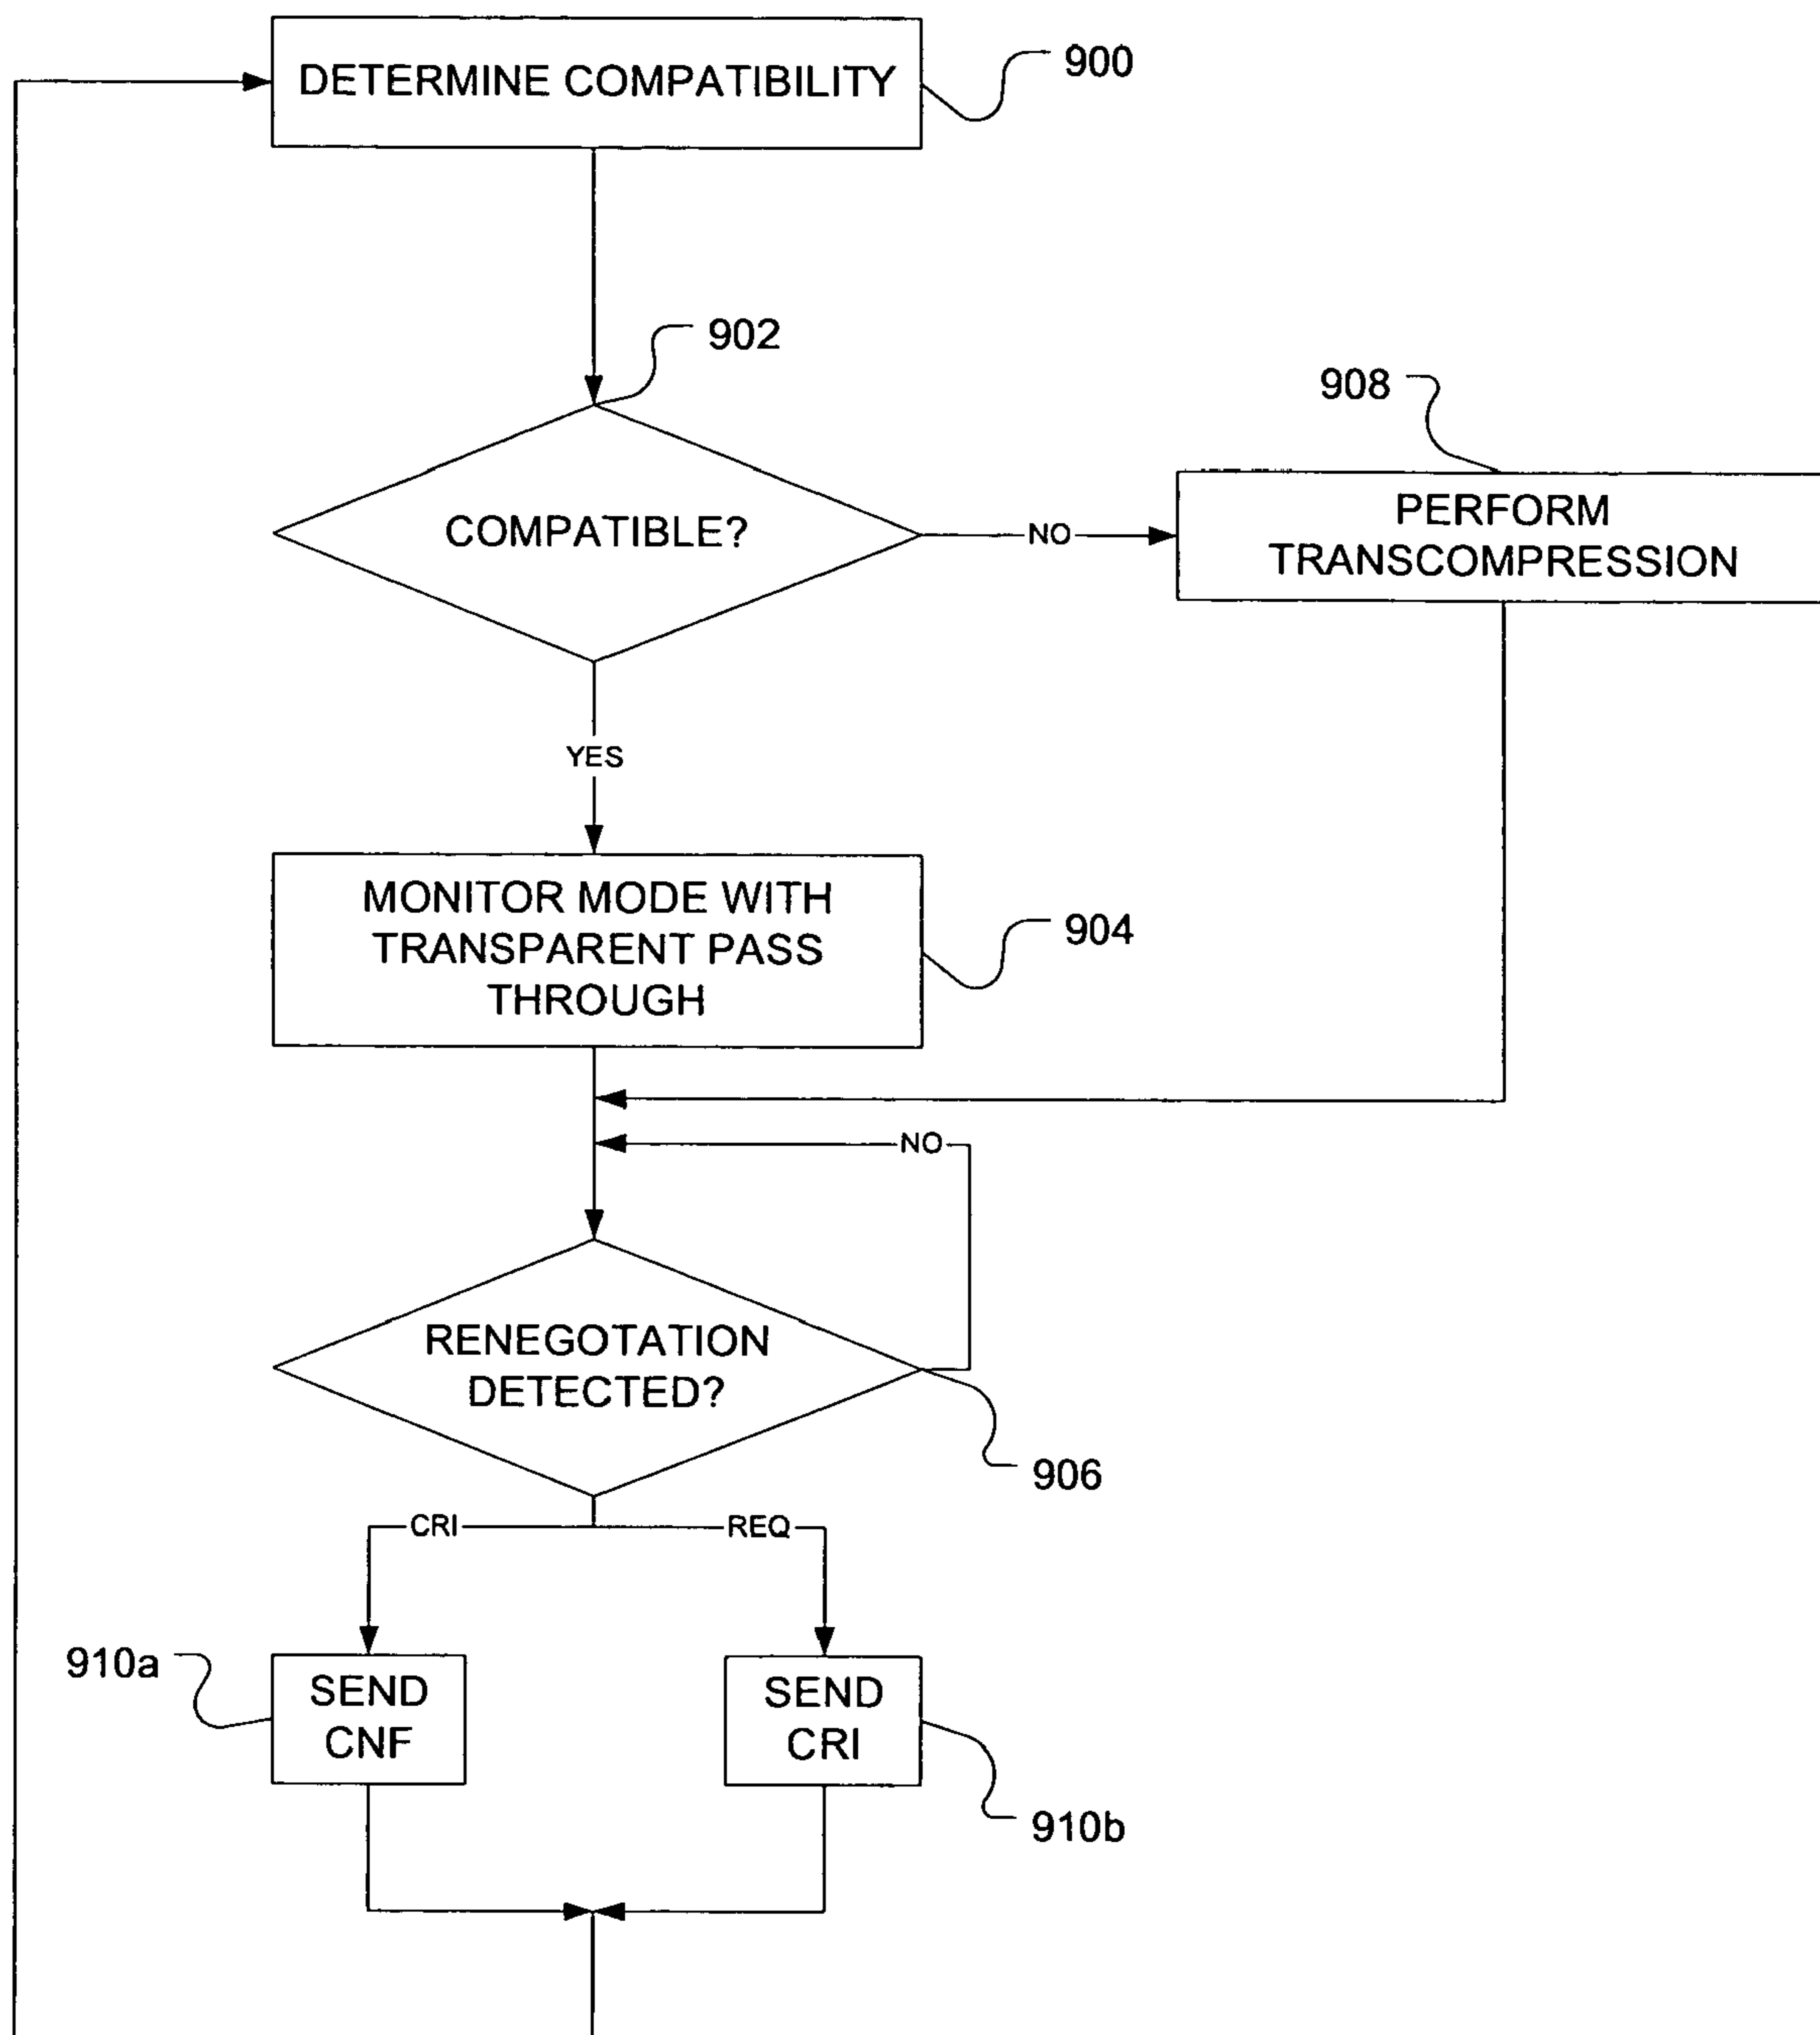 DETERMINE COMPATIBILITY
900
902
COMPATIBLE?
NO
908
PERFORM
TRANSCOMPRESSION
YES
MONITOR MODE WITH
TRANSPARENT PASS
THROUGH
904
NO
RENEGOTATION
DETECTED?
906
CRI
REQ
910a
SEND
CNF
SEND
CRI
910b